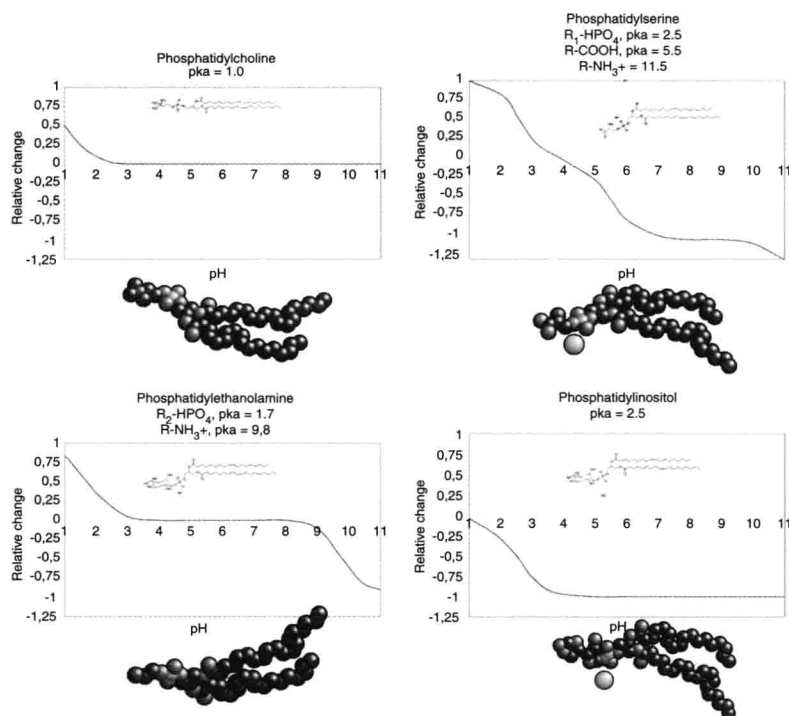 Phosphatidylcholine
pka = 1.0
Relative change
1
0,75
0,5
0,25
0
-0,25
-0,5
-0,75
-1
-1,25
1 2 3 4 5 6 7 8 9 10 11
pH
Phosphatidylserine
R1-HPO4, pka = 2.5
R-COOH, pka = 5.5
R-NH3+ = 11.5
Relative change
1
0,75
0,5
0,25
0
-0,25
-0,5
-0,75
-1
-1,25
1 2 3 4 5 6 7 8 9 10 11
pH
Phosphatidylethanolamine
R2-HPO4, pka = 1.7
R-NH3+, pka = 9,8
Relative change
1
0,75
0,5
0,25
0
-0,25
-0,5
-0,75
-1
-1,25
1 2 3 4 5 6 7 8 9 10 11
pH
Phosphatidylinositol
pka = 2.5
Relative change
1
0,75
0,5
0,25
0
-0,25
-0,5
-0,75
-1
-1,25
1 2 3 4 5 6 7 8 9 10 11
pH